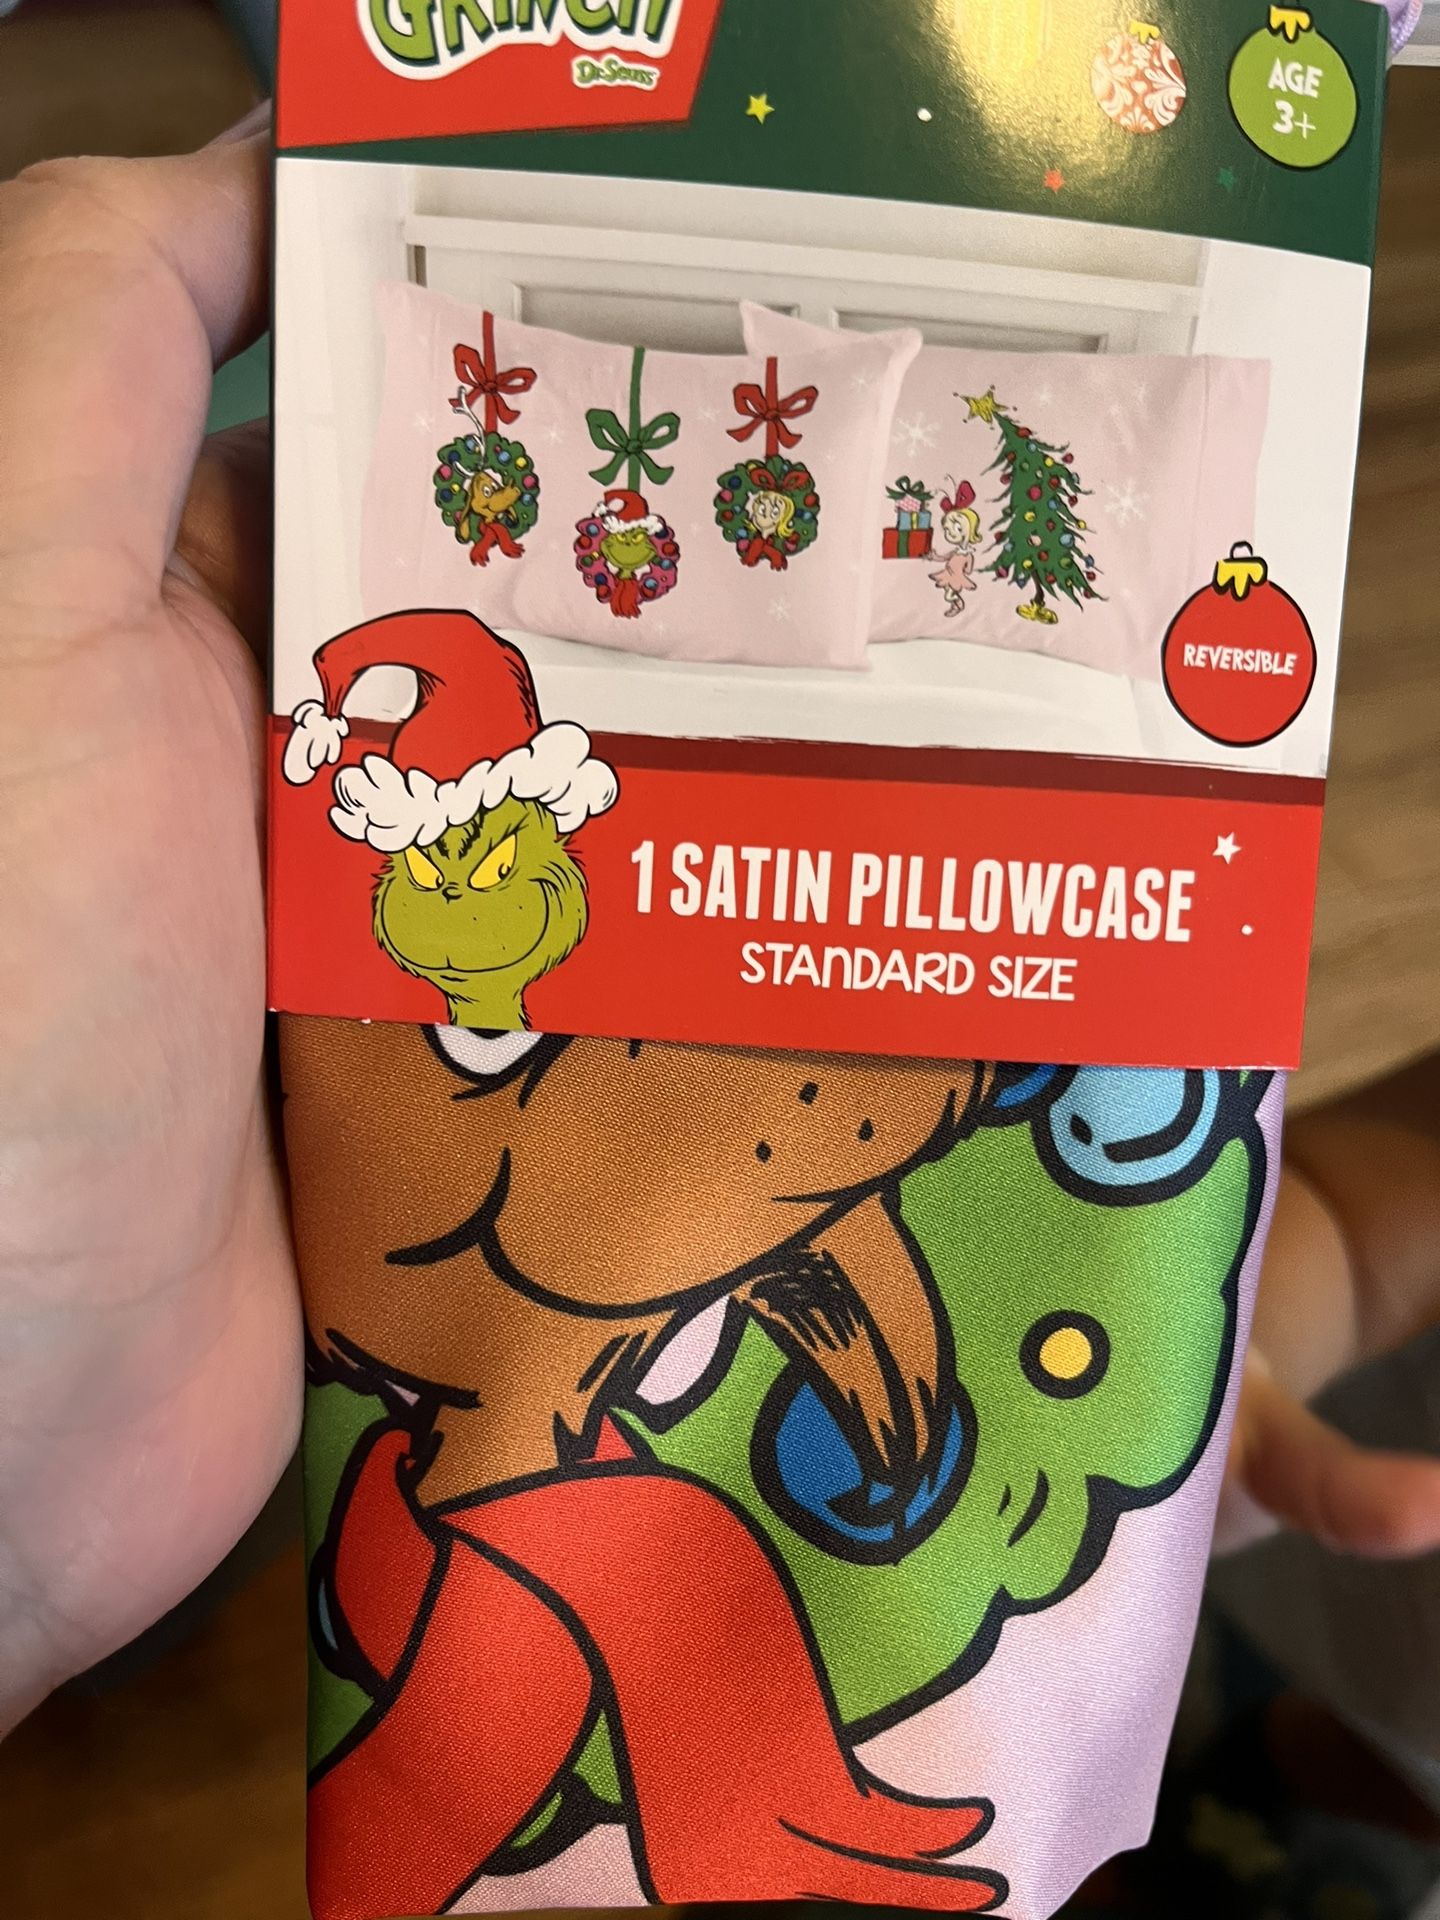 GRINCH
Dr. Seuss
AGE
3+
REVERSIBLE
1 SATIN PILLOWCASE
STANDARD SIZE